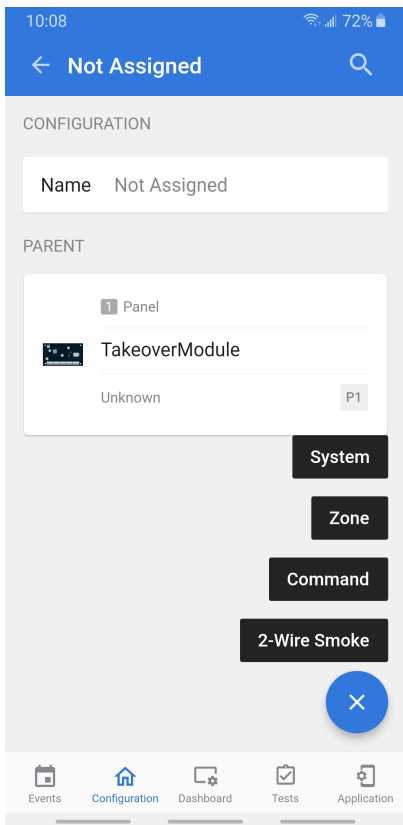 10:08 72%
Not Assigned
CONFIGURATION
Name Not Assigned
PARENT
1 Panel
TakeoverModule
Unknown P1
System
Zone
Command
2-Wire Smoke
Events Configuration Dashboard Tests Application